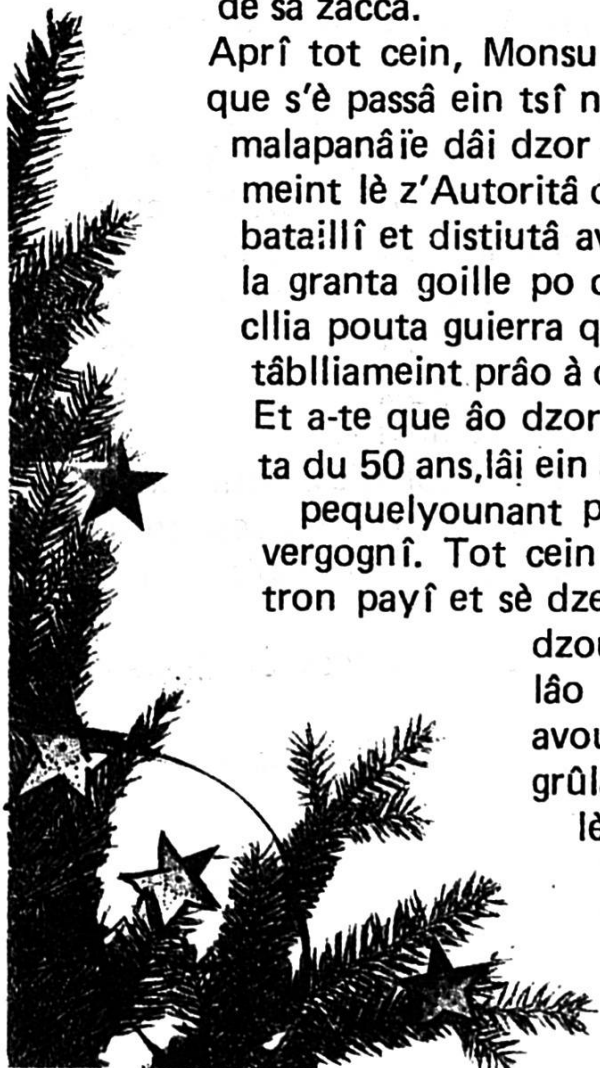 de sa zacca.
Aprî tot cein, Monsu
que s'è passâ ein tsî n
malapanâïe dâi dzor
meint lè z'Autoritâ
bataillî et distiutâ av
la granta goille po
cllia pouta guierra q
tâblliameint prâo à
Et a-te que âo dzor
ta du 50 ans,lâi ein
pequelyounant p
vergognî. Tot cein
tron payî et sè dze
dzou
lâo
avou
grûl
lè